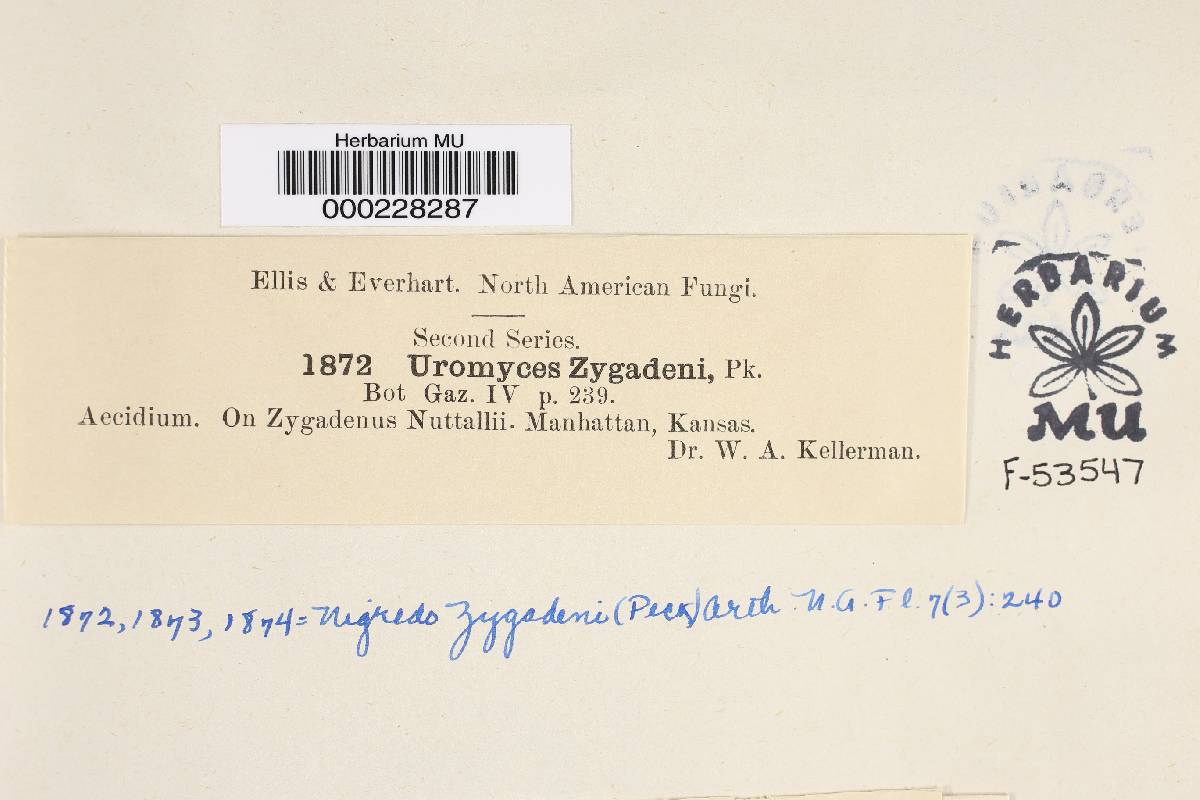 Herbarium MU
000228287
Ellis & Everhart. North American Fungi.
Second Series.
1872 Uromyces Zygadeni, Pk.
Bot Gaz. IV p. 239.
Aecidium. On Zygadenus Nuttallii. Manhattan, Kansas.
Dr. W. A. Kellerman.
HERBARIUM
MU
F-53547
1872, 1873, 1874 = Nigredo Zygadeni (Peck) Arth. N.A.Fl. 7(3):240